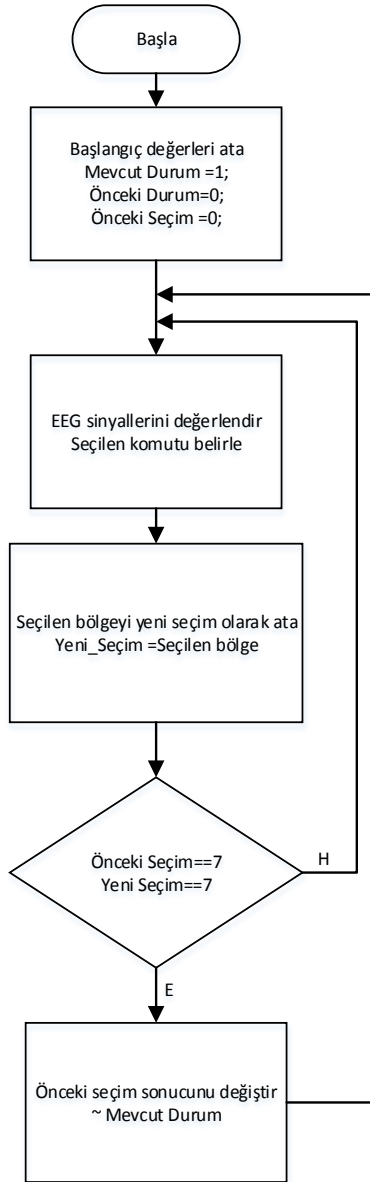 Başla
Başlangıç değerleri ata
Mevcut Durum =1;
Önceki Durum=0;
Önceki Seçim =0;
EEG sinyallerini değerlendir
Seçilen komutu belirle
Seçilen bölgeyi yeni seçim olarak ata
Yeni_Seçim =Seçilen bölge
Önceki Seçim==7
Yeni Seçim==7
H
E
Önceki seçim sonucunu değiştir
~ Mevcut Durum